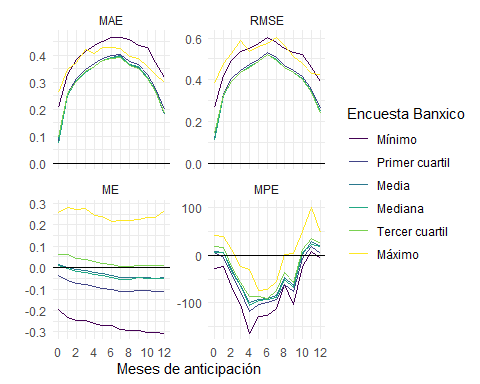 MAE
RMSE
0.4
0.3
0.2
0.1
0.0
0.6
0.4
0.2
0.0
ME
MPE
0.3
0.2
0.1
0.0
-0.1
-0.2
-0.3
100
0
-100
0 2 4 6 8 10 12
0 2 4 6 8 10 12
Meses de anticipación
Encuesta Banxico
Mínimo
Primer cuartil
Media
Mediana
Tercer cuartil
Máximo